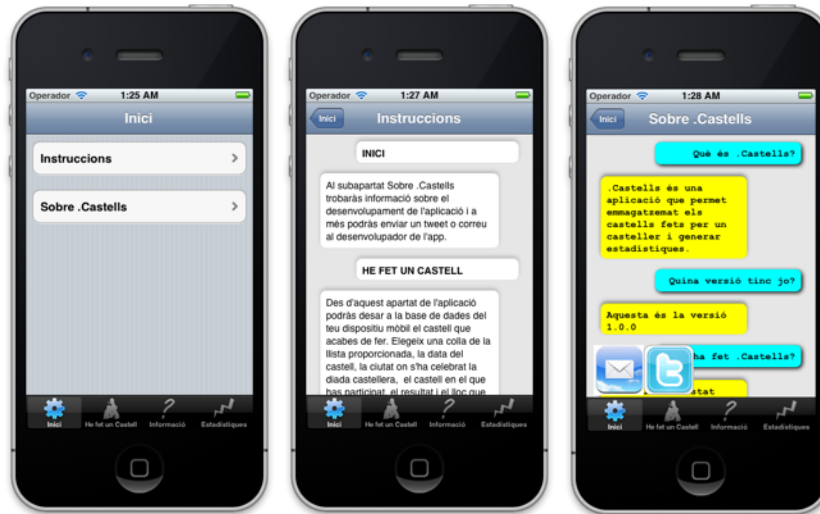 Operador 1:25 AM
Inici
Instruccions
Sobre .Castells
Inici He fet un Castell Informació Estadístiques
Operador 1:27 AM
Inici Instruccions
INICI
Al subapartat Sobre .Castells
trobaràs informació sobre el
desenvolupament de l'aplicació i a
més podràs enviar un tweet o correu
al desenvolupador de l'app.
HE FET UN CASTELL
Des d'aquest apartat de l'aplicació
podràs desar a la base de dades del
teu dispositiu mòbil el castell que
acabes de fer. Elegeix una colla de la
llista proporcionada, la data del
castell, la ciutat on s'ha celebrat la
diada castellera, el castell en el que
has participat, el resultat i el lloc que
Inici He fet un Castell Informació Estadístiques
Operador 1:28 AM
Inici Sobre .Castells
Què és .Castells?
.Castells és una
aplicació que permet
emmagatzemat els
castells fets per un
casteller i generar
estadístiques.
Quina versió tinc jo?
Aquesta és la versió
1.0.0
ha fet .Castells?
tat
Inici He fet un Castell Informació Estadístiques